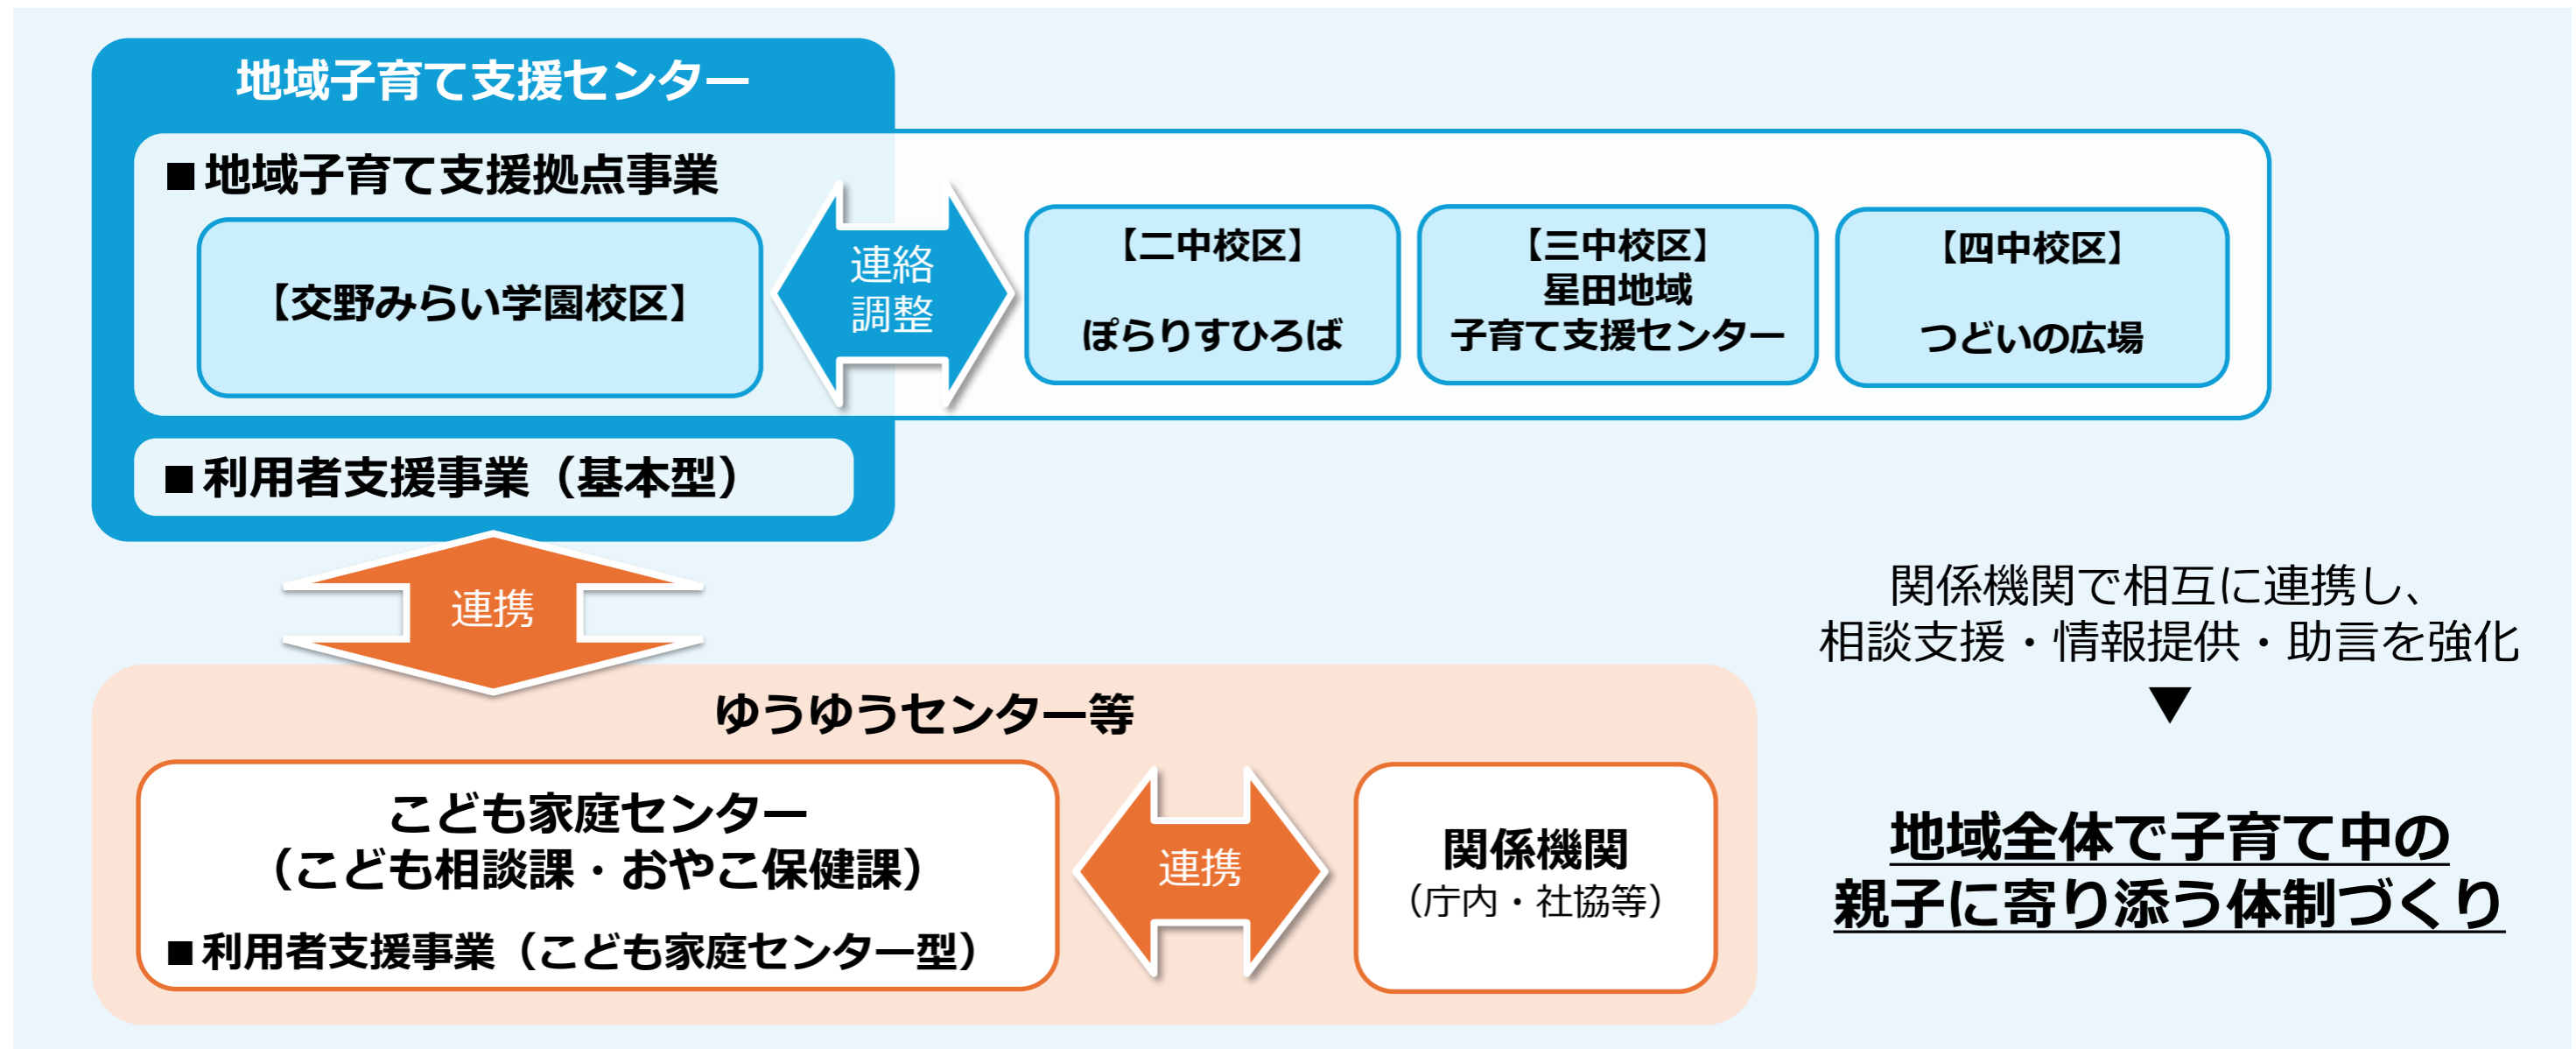 地域子育て支援センター
■地域子育て支援拠点事業
【交野みらい学園校区】
連絡
調整
【二中校区】
ぽらりすひろば
【三中校区】
星田地域
子育て支援センター
【四中校区】
つどいの広場
■利用者支援事業（基本型）
連携
関係機関で相互に連携し、
相談支援・情報提供・助言を強化
▼
地域全体で子育て中の
親子に寄り添う体制づくり
ゆうゆうセンター等
こども家庭センター
（こども相談課・おやこ保健課）
■利用者支援事業（こども家庭センター型）
連携
関係機関
（庁内・社協等）